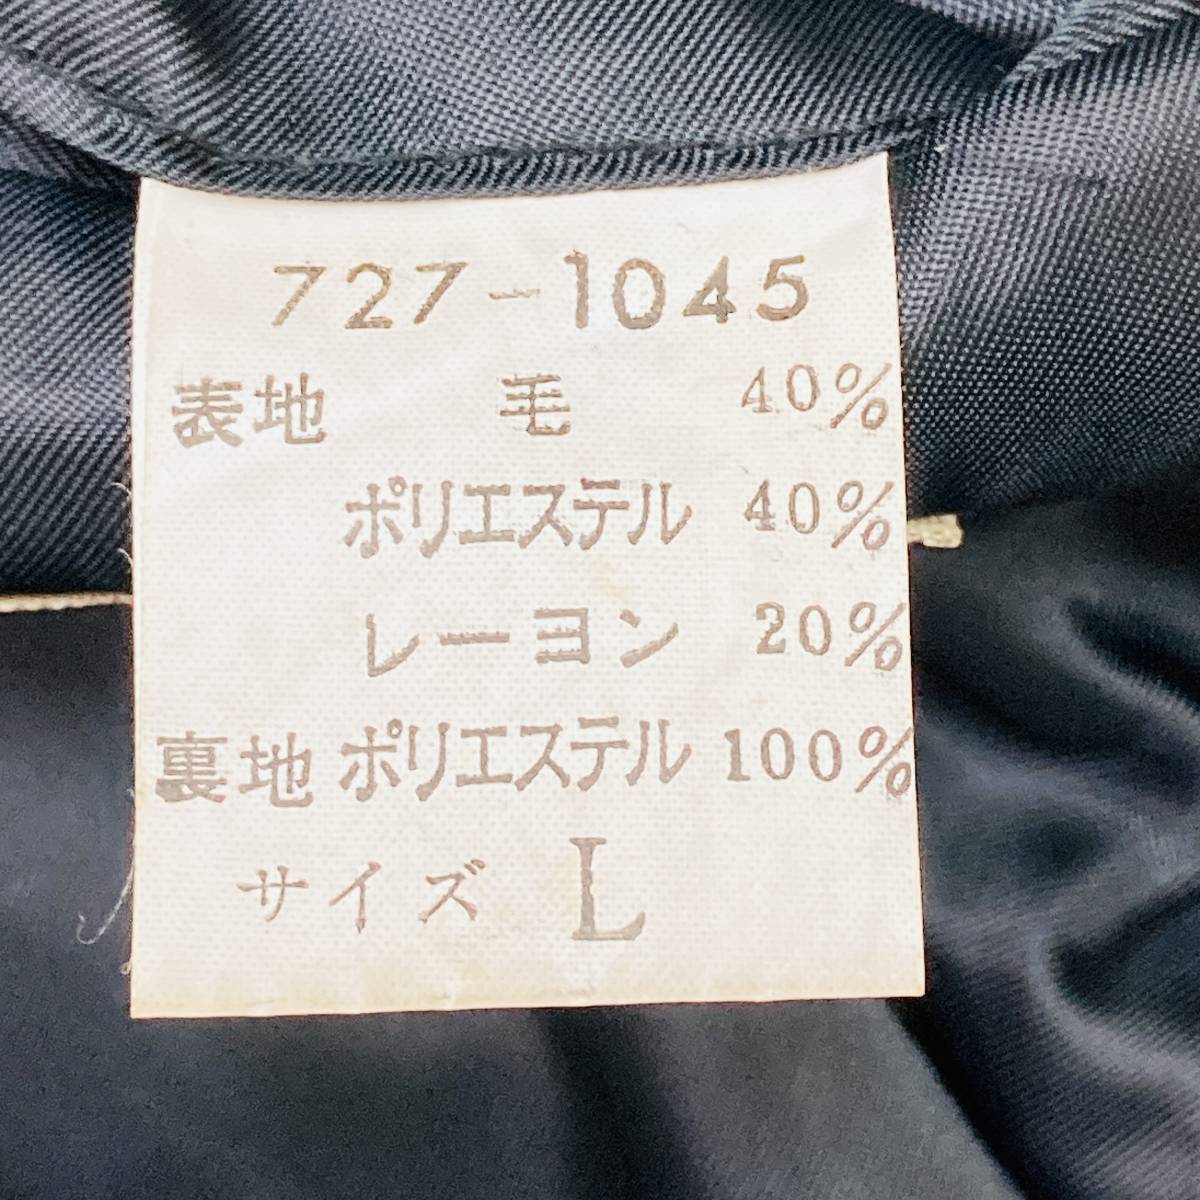 727-1045
表地 毛 40%
ポリエステル 40%
レーヨン 20%
裏地 ポリエステル 100%
サイズ L